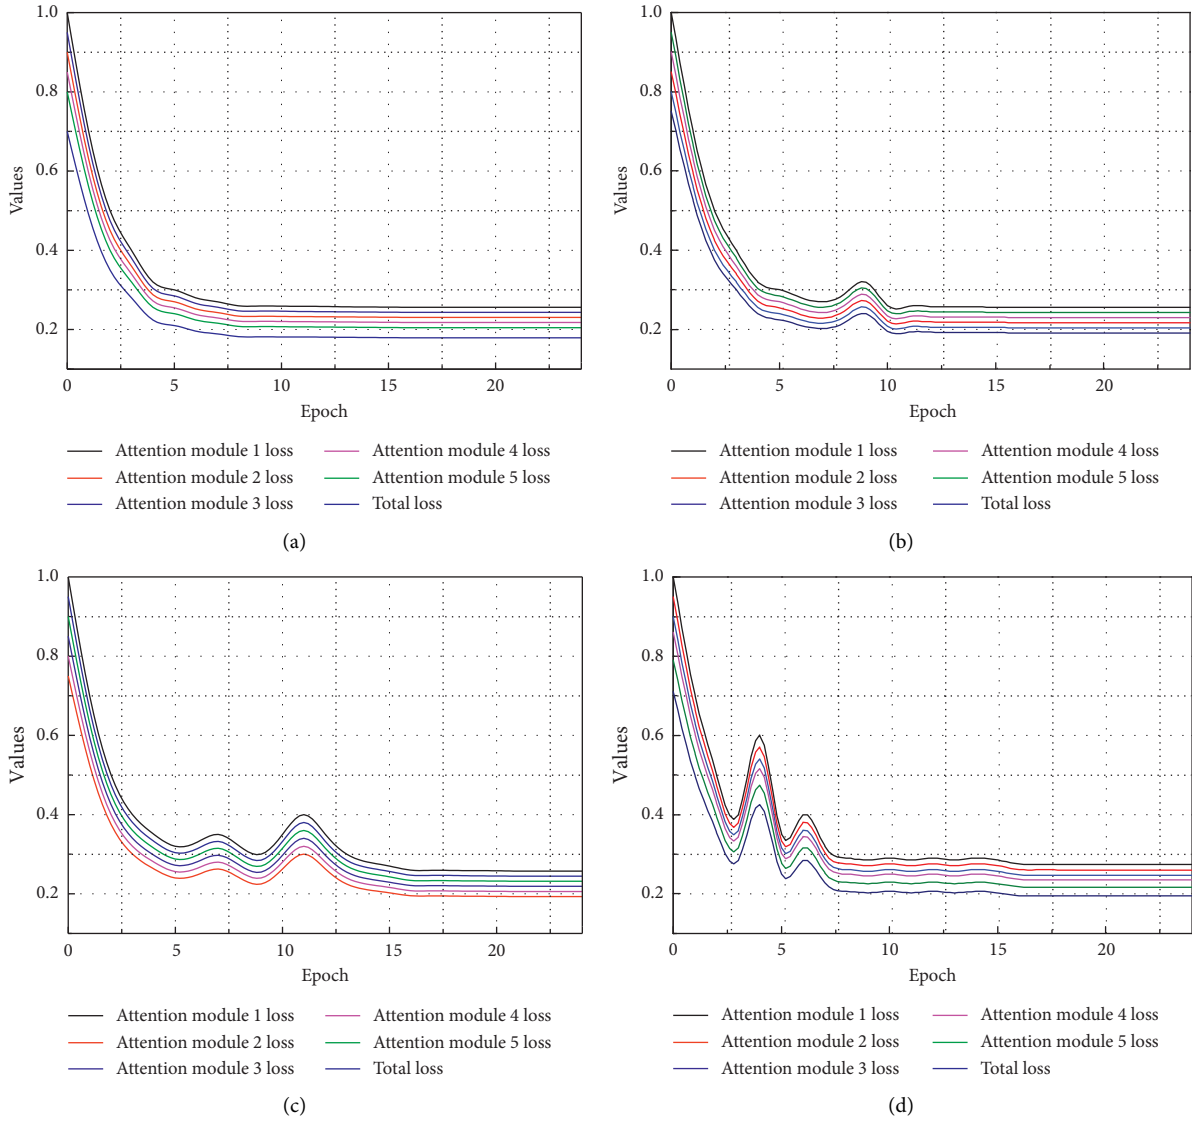 1.0
0.8
0.6
0.4
0.2
Values
0 5 10 15 20
Epoch
Attention module 1 loss
Attention module 2 loss
Attention module 3 loss
Attention module 4 loss
Attention module 5 loss
Total loss
(a)
1.0
0.8
0.6
0.4
0.2
Values
0 5 10 15 20
Epoch
Attention module 1 loss
Attention module 2 loss
Attention module 3 loss
Attention module 4 loss
Attention module 5 loss
Total loss
(b)
1.0
0.8
0.6
0.4
0.2
Values
0 5 10 15 20
Epoch
Attention module 1 loss
Attention module 2 loss
Attention module 3 loss
Attention module 4 loss
Attention module 5 loss
Total loss
(c)
1.0
0.8
0.6
0.4
0.2
Values
0 5 10 15 20
Epoch
Attention module 1 loss
Attention module 2 loss
Attention module 3 loss
Attention module 4 loss
Attention module 5 loss
Total loss
(d)